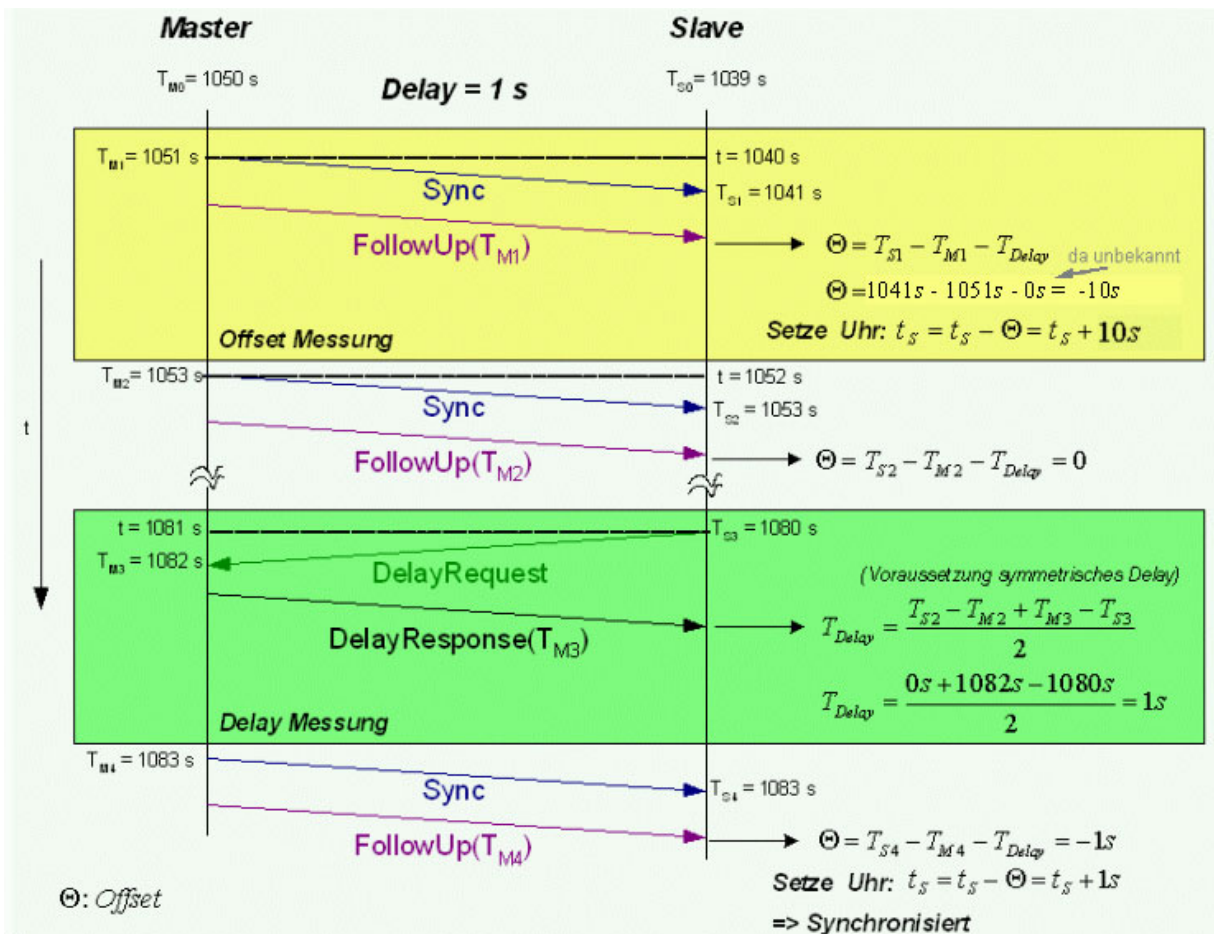 Master Slave
T_M0 = 1050 s Delay = 1 s T_S0 = 1039 s
T_M1 = 1051 s t = 1040 s
Sync T_S1 = 1041 s
FollowUp(T_M1) Θ = T_S1 − T_M1 − T_Delay da unbekannt
Θ =1041s - 1051s - 0s = -10s
Offset Messung Setze Uhr: t_S = t_S − Θ = t_S + 10s
T_M2 = 1053 s t = 1052 s
Sync T_S2 = 1053 s
t
FollowUp(T_M2) Θ = T_S2 − T_M2 − T_Delay = 0
t = 1081 s T_S3 = 1080 s
T_M3 = 1082 s DelayRequest (Voraussetzung symmetrisches Delay)
DelayResponse(T_M3) T_Delay = (T_S2 − T_M2 + T_M3 − T_S3) / 2
T_Delay = (0s + 1082s − 1080s) / 2 = 1s
Delay Messung
T_M4 = 1083 s
Sync T_S4 = 1083 s
FollowUp(T_M4) Θ = T_S4 − T_M4 − T_Delay = −1s
Θ: Offset Setze Uhr: t_S = t_S − Θ = t_S + 1s
=> Synchronisiert